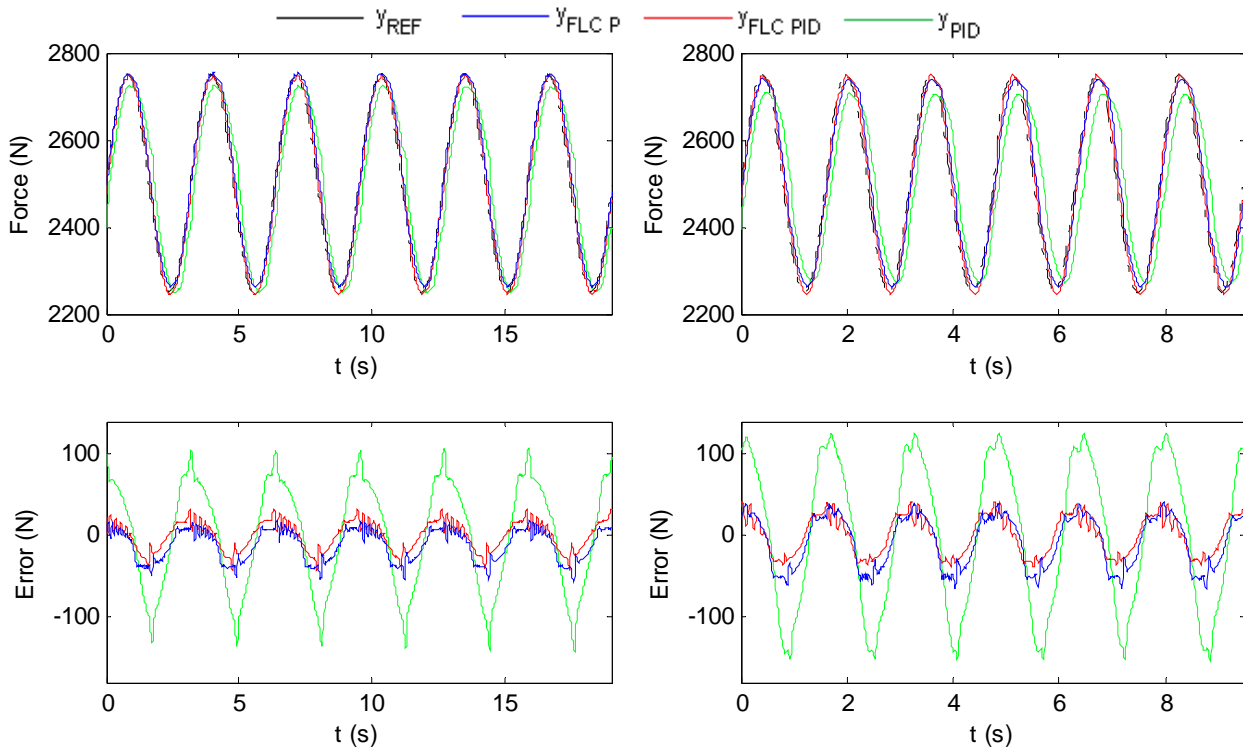 y_REF y_FLC P y_FLC PID y_PID
2800
2600
2400
2200
Force (N)
0 5 10 15
t (s)
2800
2600
2400
2200
Force (N)
0 2 4 6 8
t (s)
100
0
-100
Error (N)
0 5 10 15
t (s)
100
0
-100
Error (N)
0 2 4 6 8
t (s)